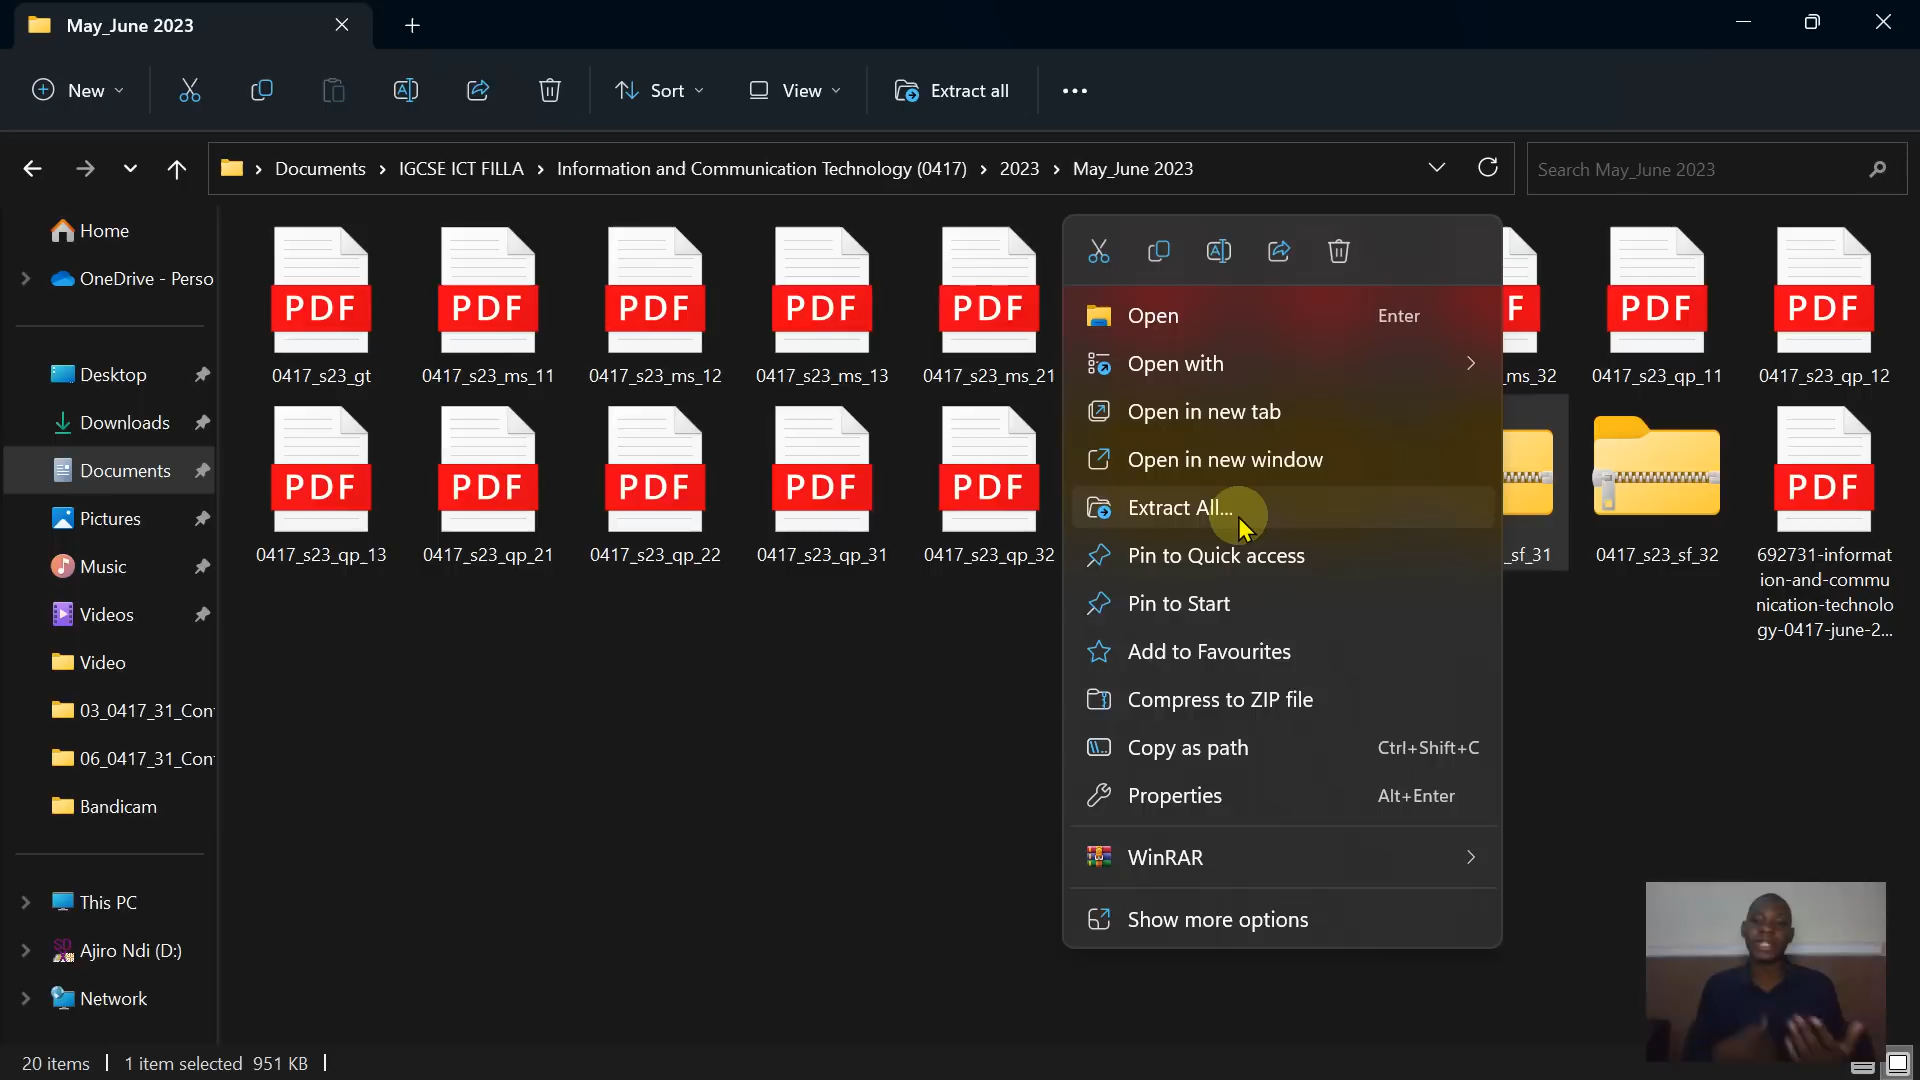 May_June 2023
New
Sort
View
Extract all
Documents
IGCSE ICT FILLA
Information and Communication Technology (0417)
2023
May_June 2023
Search May_June 2023
Home
OneDrive - Perso
Desktop
Downloads
Documents
Pictures
Music
Videos
Video
03_0417_31_Con
06_0417_31_Con
Bandicam
This PC
Ajiro Ndi (D:)
Network
PDF
PDF
PDF
PDF
PDF
F
PDF
PDF
0417_s23_gt
0417_s23_ms_11
0417_s23_ms_12
0417_s23_ms_13
0417_s23_ms_21
_ms_32
0417_s23_qp_11
0417_s23_qp_12
PDF
PDF
PDF
PDF
PDF
PDF
0417_s23_qp_13
0417_s23_qp_21
0417_s23_qp_22
0417_s23_qp_31
0417_s23_qp_32
_sf_31
0417_s23_sf_32
692731-informat
ion-and-commu
nication-technolo
gy-0417-june-2...
Open Enter
Open with
Open in new tab
Open in new window
Extract All...
Pin to Quick access
Pin to Start
Add to Favourites
Compress to ZIP file
Copy as path Ctrl+Shift+C
Properties Alt+Enter
WinRAR
Show more options
20 items
1 item selected 951 KB